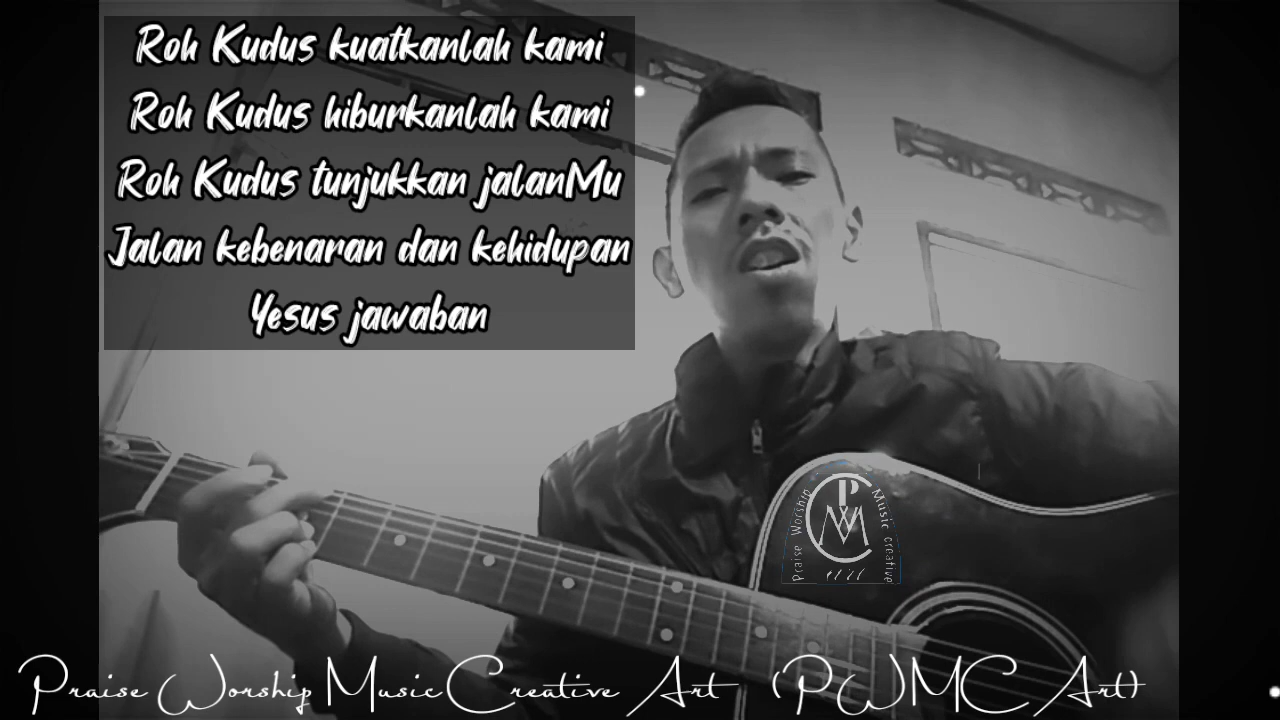 Roh Kudus kuatkanlah kami
Roh Kudus hiburkanlah kami
Roh Kudus tunjukkan jalanMu
Jalan kebenaran dan kehidupan
Yesus jawaban
P
W
M
C
Praise Worship
Music creative
Praise Worship Music Creative Art (PWMC Art)